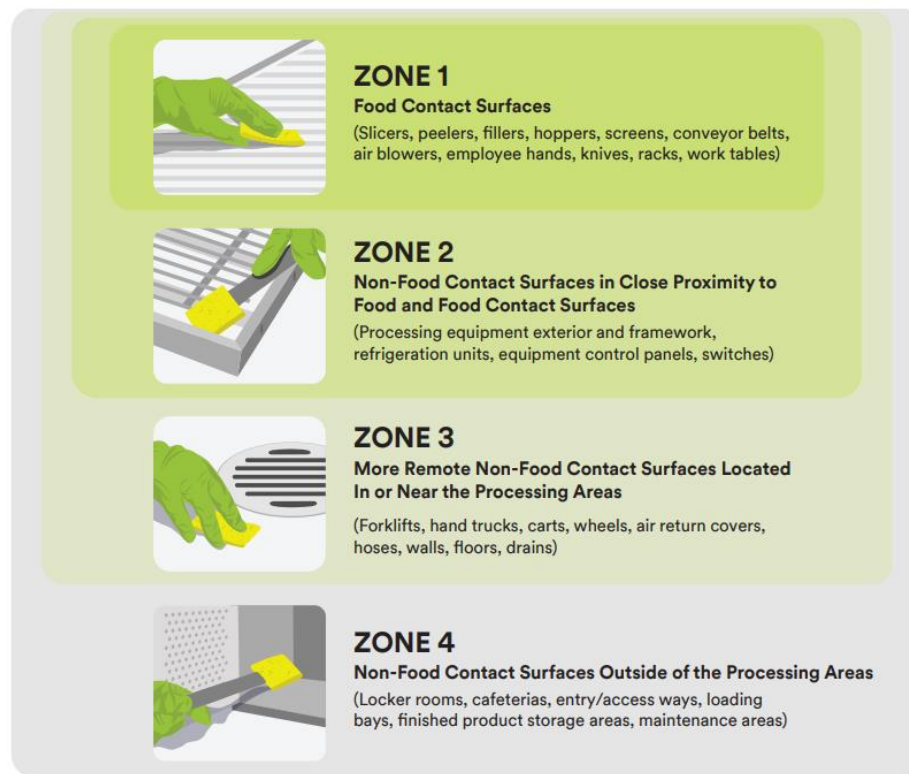 ZONE 1
Food Contact Surfaces
(Slicers, peelers, fillers, hoppers, screens, conveyor belts,
air blowers, employee hands, knives, racks, work tables)
ZONE 2
Non-Food Contact Surfaces in Close Proximity to
Food and Food Contact Surfaces
(Processing equipment exterior and framework,
refrigeration units, equipment control panels, switches)
ZONE 3
More Remote Non-Food Contact Surfaces Located
In or Near the Processing Areas
(Forklifts, hand trucks, carts, wheels, air return covers,
hoses, walls, floors, drains)
ZONE 4
Non-Food Contact Surfaces Outside of the Processing Areas
(Locker rooms, cafeterias, entry/access ways, loading
bays, finished product storage areas, maintenance areas)